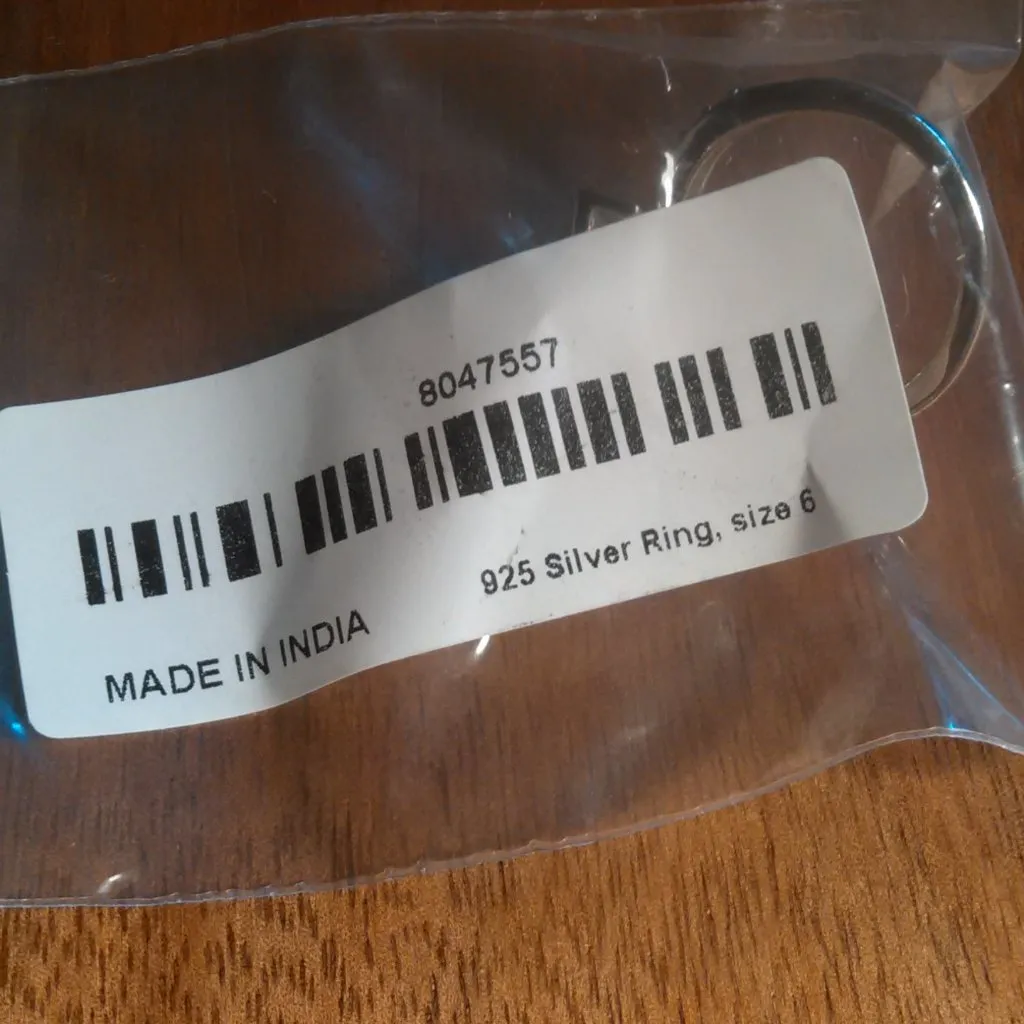 8047557
925 Silver Ring, size 6
MADE IN INDIA